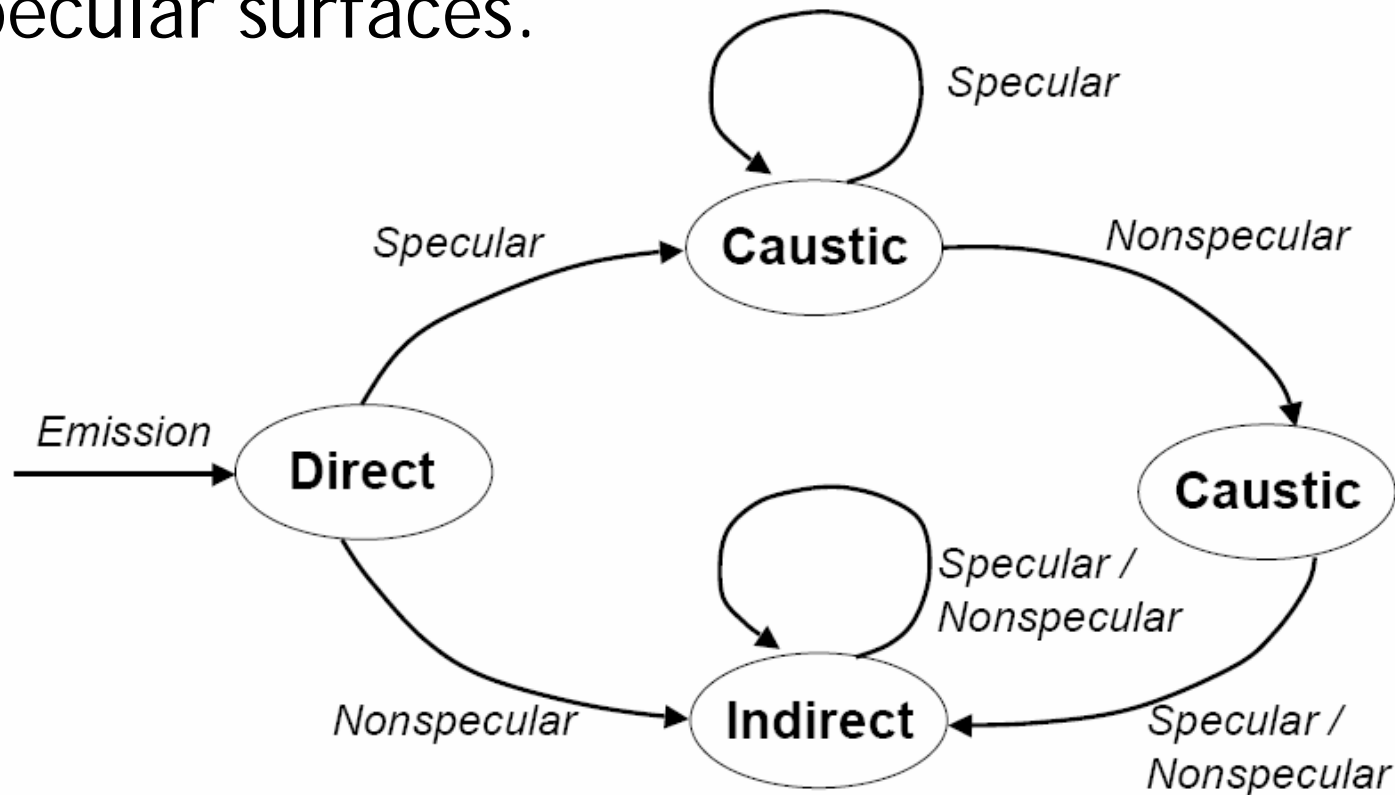 pecular surfaces.
Specular
Specular
Caustic
Nonspecular
Emission
Direct
Caustic
Specular /
Nonspecular
Nonspecular
Indirect
Specular /
Nonspecular